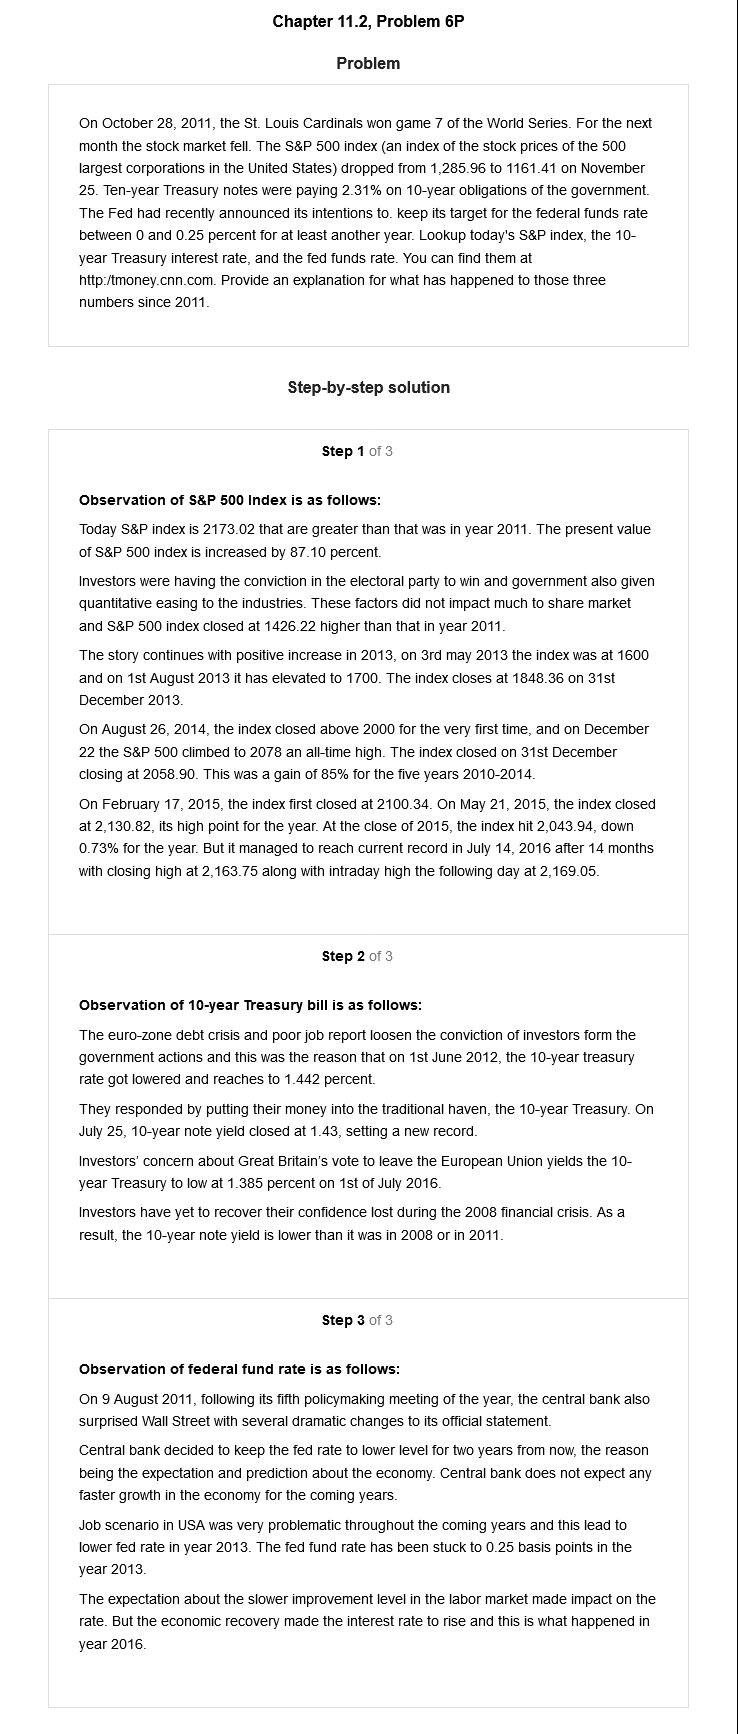 Chapter 11.2, Problem 6P
Problem
On October 28, 2011, the St. Louis Cardinals won game 7 of the World Series. For the next
month the stock market fell. The S&P 500 index (an index of the stock prices of the 500
largest corporations in the United States) dropped from 1,285.96 to 1161.41 on November
25. Ten-year Treasury notes were paying 2.31% on 10-year obligations of the government.
The Fed had recently announced its intentions to. keep its target for the federal funds rate
between 0 and 0.25 percent for at least another year. Lookup today's S&P index, the 10-
year Treasury interest rate, and the fed funds rate. You can find them at
http:/tmoney.cnn.com. Provide an explanation for what has happened to those three
numbers since 2011.
Step-by-step solution
Step 1 of 3
Observation of S&P 500 Index is as follows:
Today S&P index is 2173.02 that are greater than that was in year 2011. The present value
of S&P 500 index is increased by 87.10 percent.
Investors were having the conviction in the electoral party to win and government also given
quantitative easing to the industries. These factors did not impact much to share market
and S&P 500 index closed at 1426.22 higher than that in year 2011.
The story continues with positive increase in 2013, on 3rd may 2013 the index was at 1600
and on 1st August 2013 it has elevated to 1700. The index closes at 1848.36 on 31st
December 2013.
On August 26, 2014, the index closed above 2000 for the very first time, and on December
22 the S&P 500 climbed to 2078 an all-time high. The index closed on 31st December
closing at 2058.90. This was a gain of 85% for the five years 2010-2014.
On February 17, 2015, the index first closed at 2100.34. On May 21, 2015, the index closed
at 2,130.82, its high point for the year. At the close of 2015, the index hit 2,043.94, down
0.73% for the year. But it managed to reach current record in July 14, 2016 after 14 months
with closing high at 2,163.75 along with intraday high the following day at 2,169.05.
Step 2 of 3
Observation of 10-year Treasury bill is as follows:
The euro-zone debt crisis and poor job report loosen the conviction of investors form the
government actions and this was the reason that on 1st June 2012, the 10-year treasury
rate got lowered and reaches to 1.442 percent.
They responded by putting their money into the traditional haven, the 10-year Treasury. On
July 25, 10-year note yield closed at 1.43, setting a new record.
Investors' concern about Great Britain's vote to leave the European Union yields the 10-
year Treasury to low at 1.385 percent on 1st of July 2016.
Investors have yet to recover their confidence lost during the 2008 financial crisis. As a
result, the 10-year note yield is lower than it was in 2008 or in 2011.
Step 3 of 3
Observation of federal fund rate is as follows:
On 9 August 2011, following its fifth policymaking meeting of the year, the central bank also
surprised Wall Street with several dramatic changes to its official statement.
Central bank decided to keep the fed rate to lower level for two years from now, the reason
being the expectation and prediction about the economy. Central bank does not expect any
faster growth in the economy for the coming years.
Job scenario in USA was very problematic throughout the coming years and this lead to
lower fed rate in year 2013. The fed fund rate has been stuck to 0.25 basis points in the
year 2013.
The expectation about the slower improvement level in the labor market made impact on the
rate. But the economic recovery made the interest rate to rise and this is what happened in
year 2016.